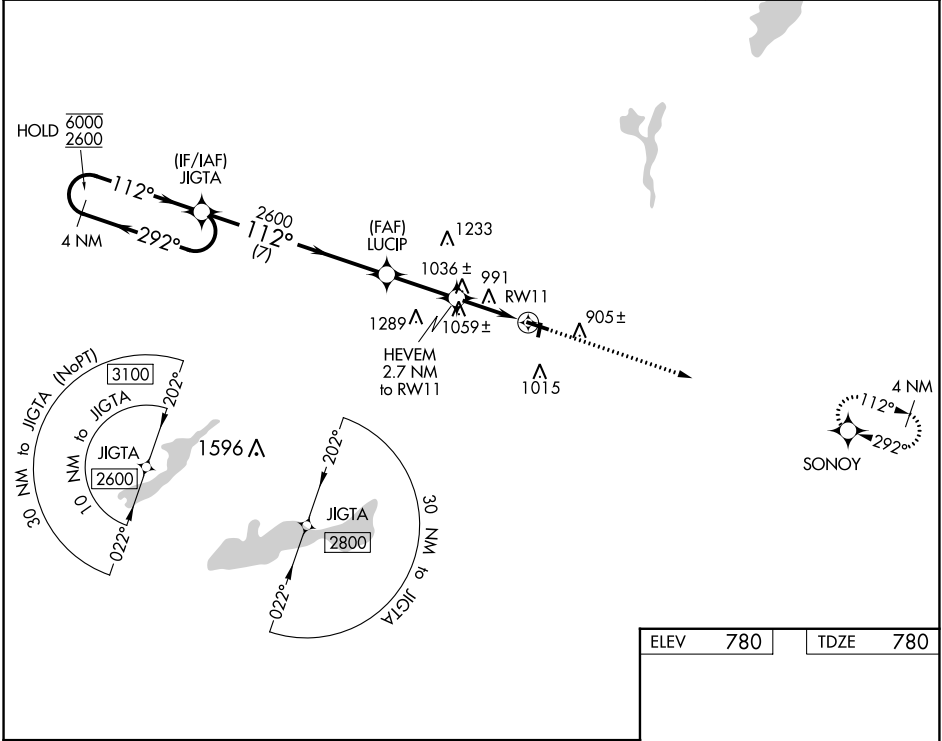 HOLD 6000
2600
(IF/IAF)
JIGTA
112°
292°
4 NM
2600
112°
(7)
(FAF)
LUCIP
1233
1036 ±
991
RW11
1289
1059 ±
905 ±
HEVEM
2.7 NM
to RW11
1015
4 NM
112°
292°
SONOY
30 NM to JIGTA (NoPT)
3100
202°
10 NM to JIGTA
JIGTA
2600
022°
1596
202°
JIGTA
2800
022°
30 NM to JIGTA
ELEV 780
TDZE 780